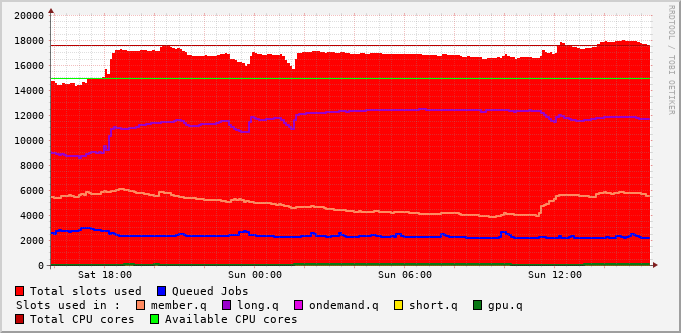 RRDTOOL / TOBI OETIKER
20000
18000
16000
14000
12000
10000
8000
6000
4000
2000
0
Sat 18:00 Sun 00:00 Sun 06:00 Sun 12:00
Total slots used Queued Jobs
Slots used in : member.q long.q ondemand.q short.q gpu.q
Total CPU cores Available CPU cores